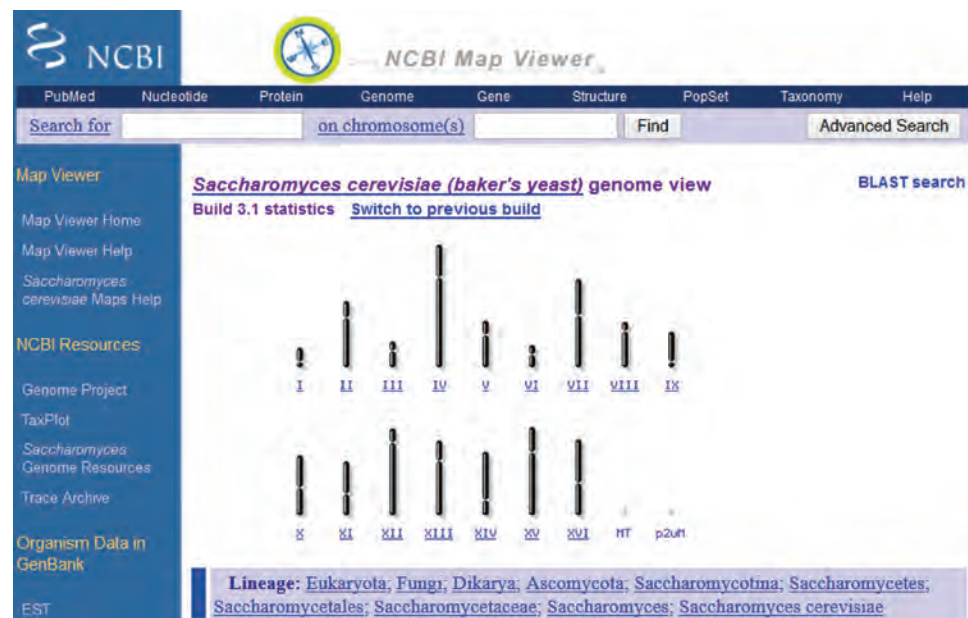 NCBI
NCBI Map Viewer
PubMed Nucleotide Protein Genome Gene Structure PopSet Taxonomy Help
Search for on chromosome(s) Find Advanced Search
Map Viewer
Map Viewer Home
Map Viewer Help
Saccharomyces
cerevisiae Maps Help
NCBI Resources
Genome Project
TaxPlot
Saccharomyces
Genome Resources
Trace Archive
Organism Data in
GenBank
EST
Saccharomyces cerevisiae (baker's yeast) genome view
BLAST search
Build 3.1 statistics Switch to previous build
I II III IV V VI VII VIII IX
X XI XII XIII XIV XV XVI MT p2uM
Lineage: Eukaryota; Fungi; Dikarya; Ascomycota; Saccharomycotina; Saccharomycetes;
Saccharomycetales; Saccharomycetaceae; Saccharomyces; Saccharomyces cerevisiae